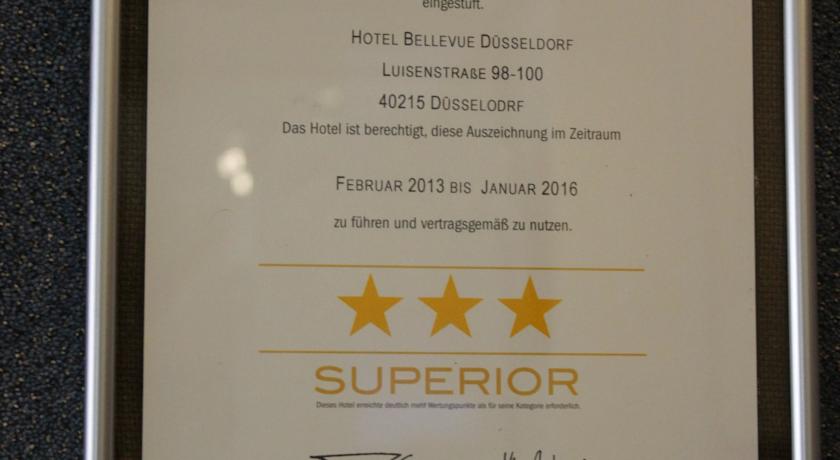 eingestuft.
HOTEL BELLEVUE DÜSSELDORF
LUISENSTRAßE 98-100
40215 DÜSSELODRF
Das Hotel ist berechtigt, diese Auszeichnung im Zeitraum
FEBRUAR 2013 BIS JANUAR 2016
zu führen und vertragsgemäß zu nutzen.
SUPERIOR
Dieses Hotel erreichte deutlich mehr Wertungspunkte als für seine Kategorie erforderlich.